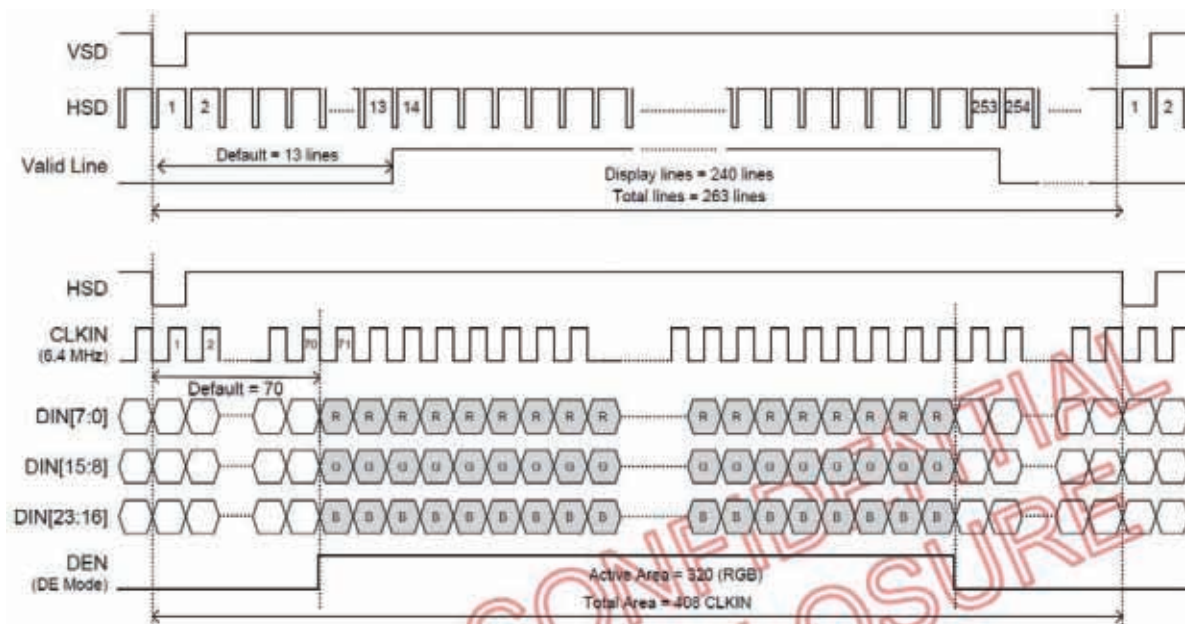 VSD
HSD
1 2 13 14 253 254 1 2
Valid Line
Default = 13 lines
Display lines = 240 lines
Total lines = 263 lines
HSD
CLKIN
(6.4 MHz)
1 2 70 71
Default = 70
DIN[7:0]
R R R R R R R R R R R R R R R R
DIN[15:8]
G G G G G G G G G G G G G G G G
DIN[23:16]
B B B B B B B B B B B B B B B B
DEN
(DE Mode)
Active Area = 320 (RGB)
Total Area = 408 CLKIN
CONFIDENTIAL